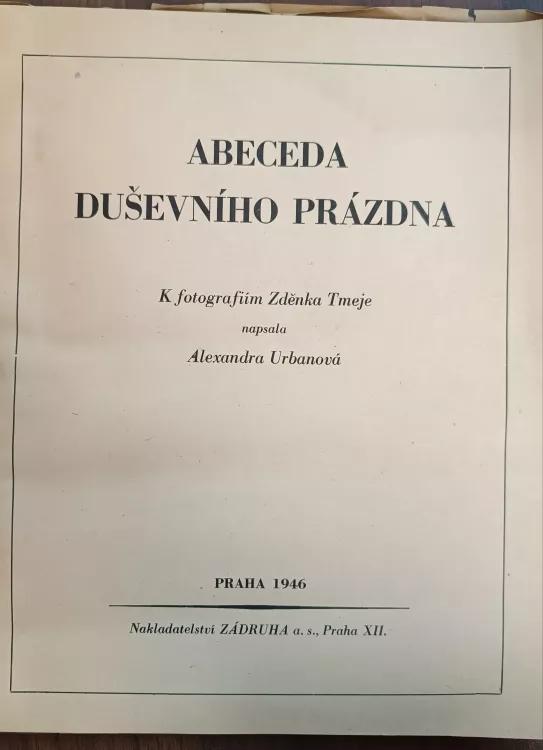 ABECEDA
DUŠEVNÍHO PRÁZDNA
K fotografiím Zděnka Tmeje
napsala
Alexandra Urbanová
PRAHA 1946
Nakladatelství ZÁDRUHA a. s., Praha XII.